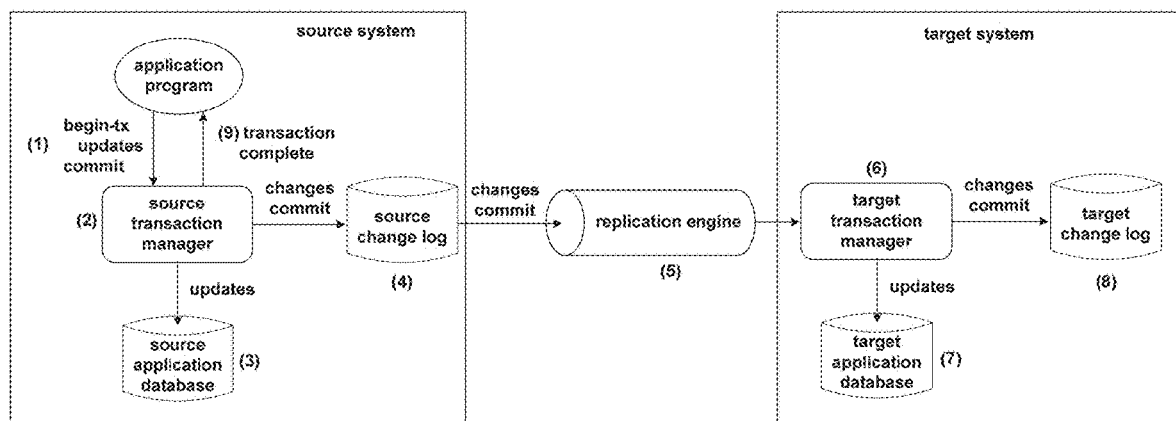 source system
application
program
(1)
begin-tx
updates
commit
(9) transaction
complete
(2)
source
transaction
manager
changes
commit
source
change log
(4)
updates
source
application
database
(3)
changes
commit
replication engine
(5)
target system
(6)
target
transaction
manager
changes
commit
target
change log
(8)
updates
target
application
database
(7)